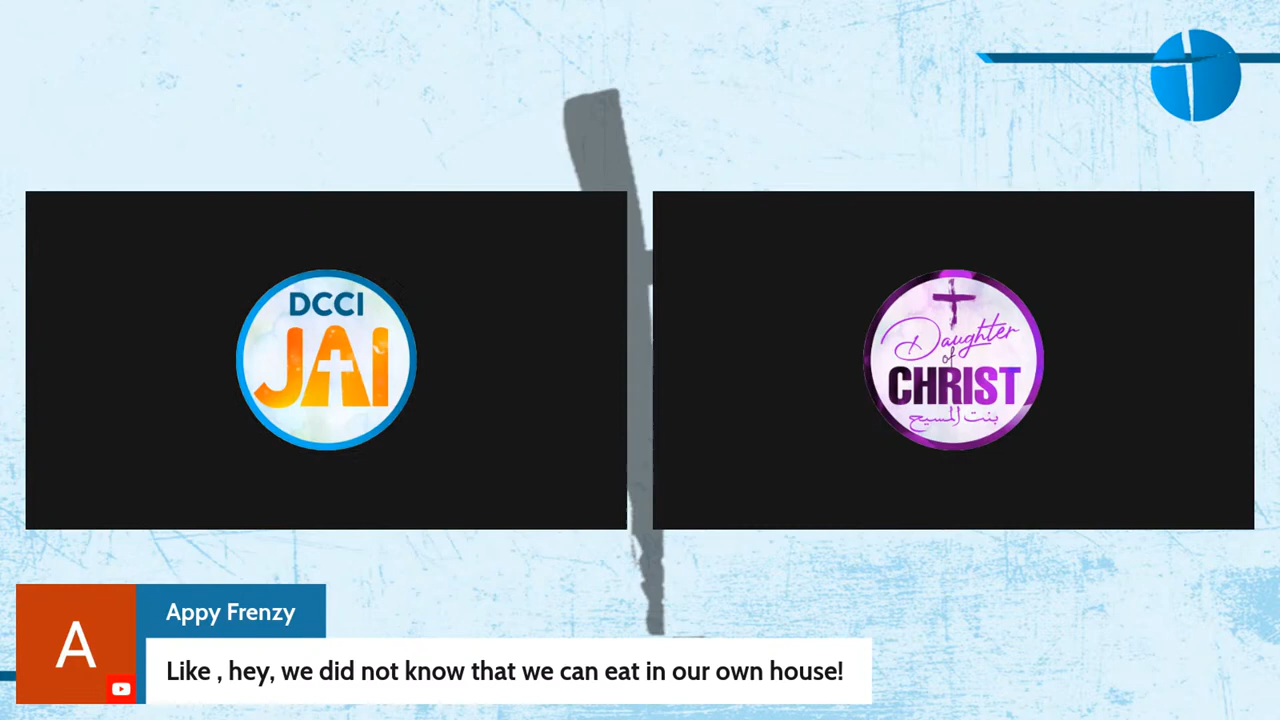 DCCI
JAI
Daughter
of
CHRIST
بنت المسيح
A
Appy Frenzy
Like , hey, we did not know that we can eat in our own house!